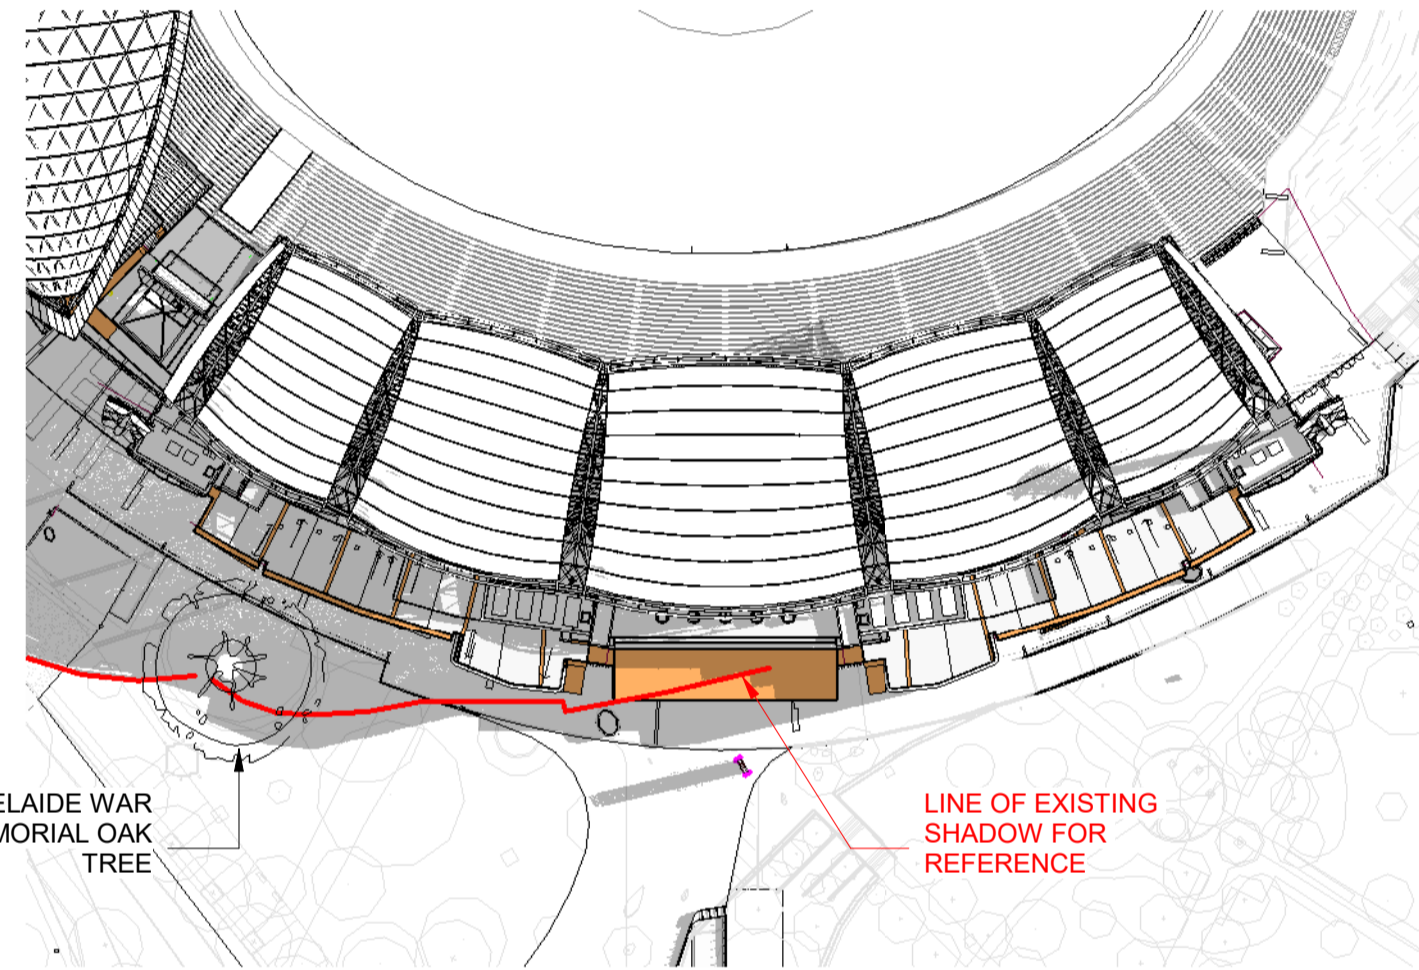 ELAIDE WAR
MORIAL OAK
TREE
LINE OF EXISTING
SHADOW FOR
REFERENCE